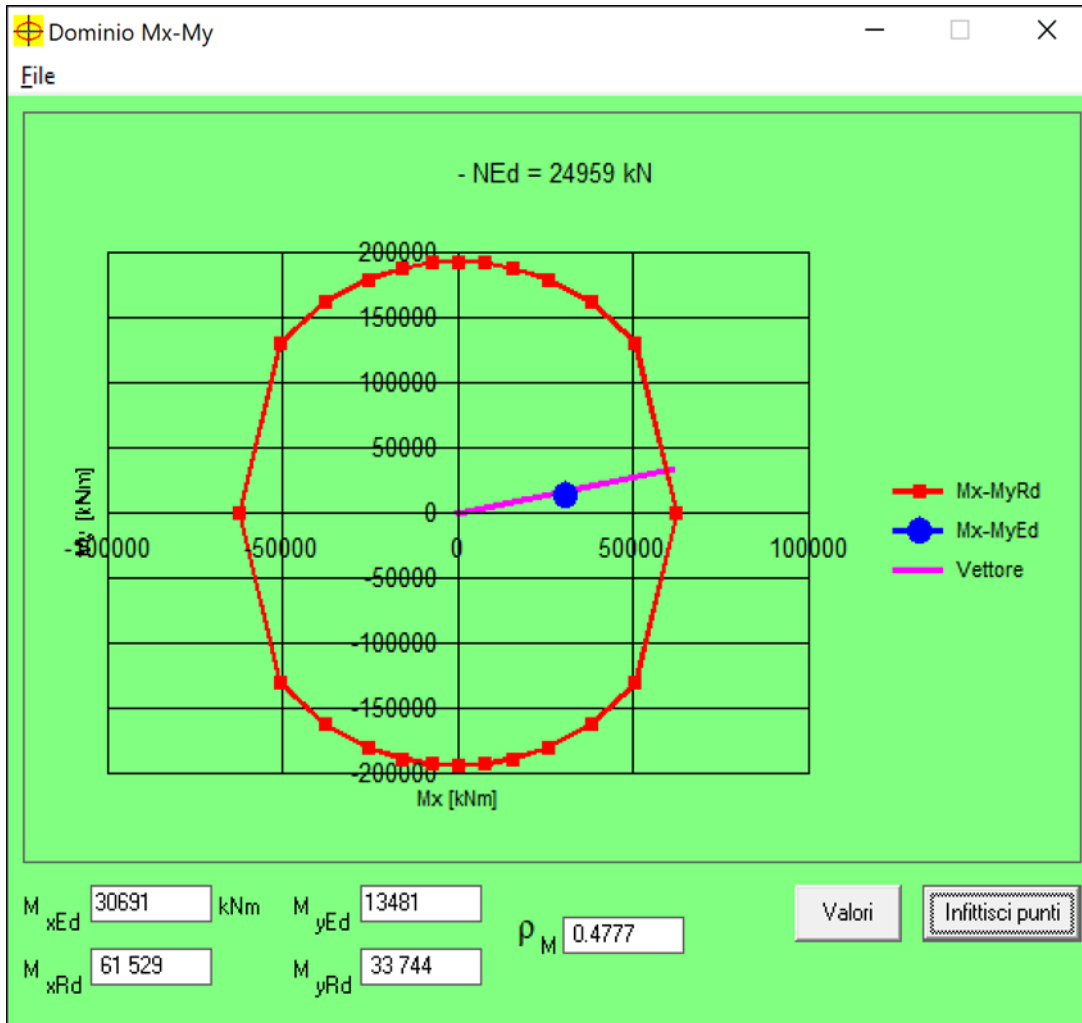 Dominio Mx-My
File
- NEd = 24959 kN
200000
150000
100000
50000
0
-50000
-100000
-150000
-200000
-100000 -50000 0 50000 100000
[kNm]
Mx [kNm]
Mx-MyRd
Mx-MyEd
Vettore
M xEd 30691 kNm M yEd 13481
M xRd 61 529 M yRd 33 744
ρ M 0.4777
Valori
Infittisci punti